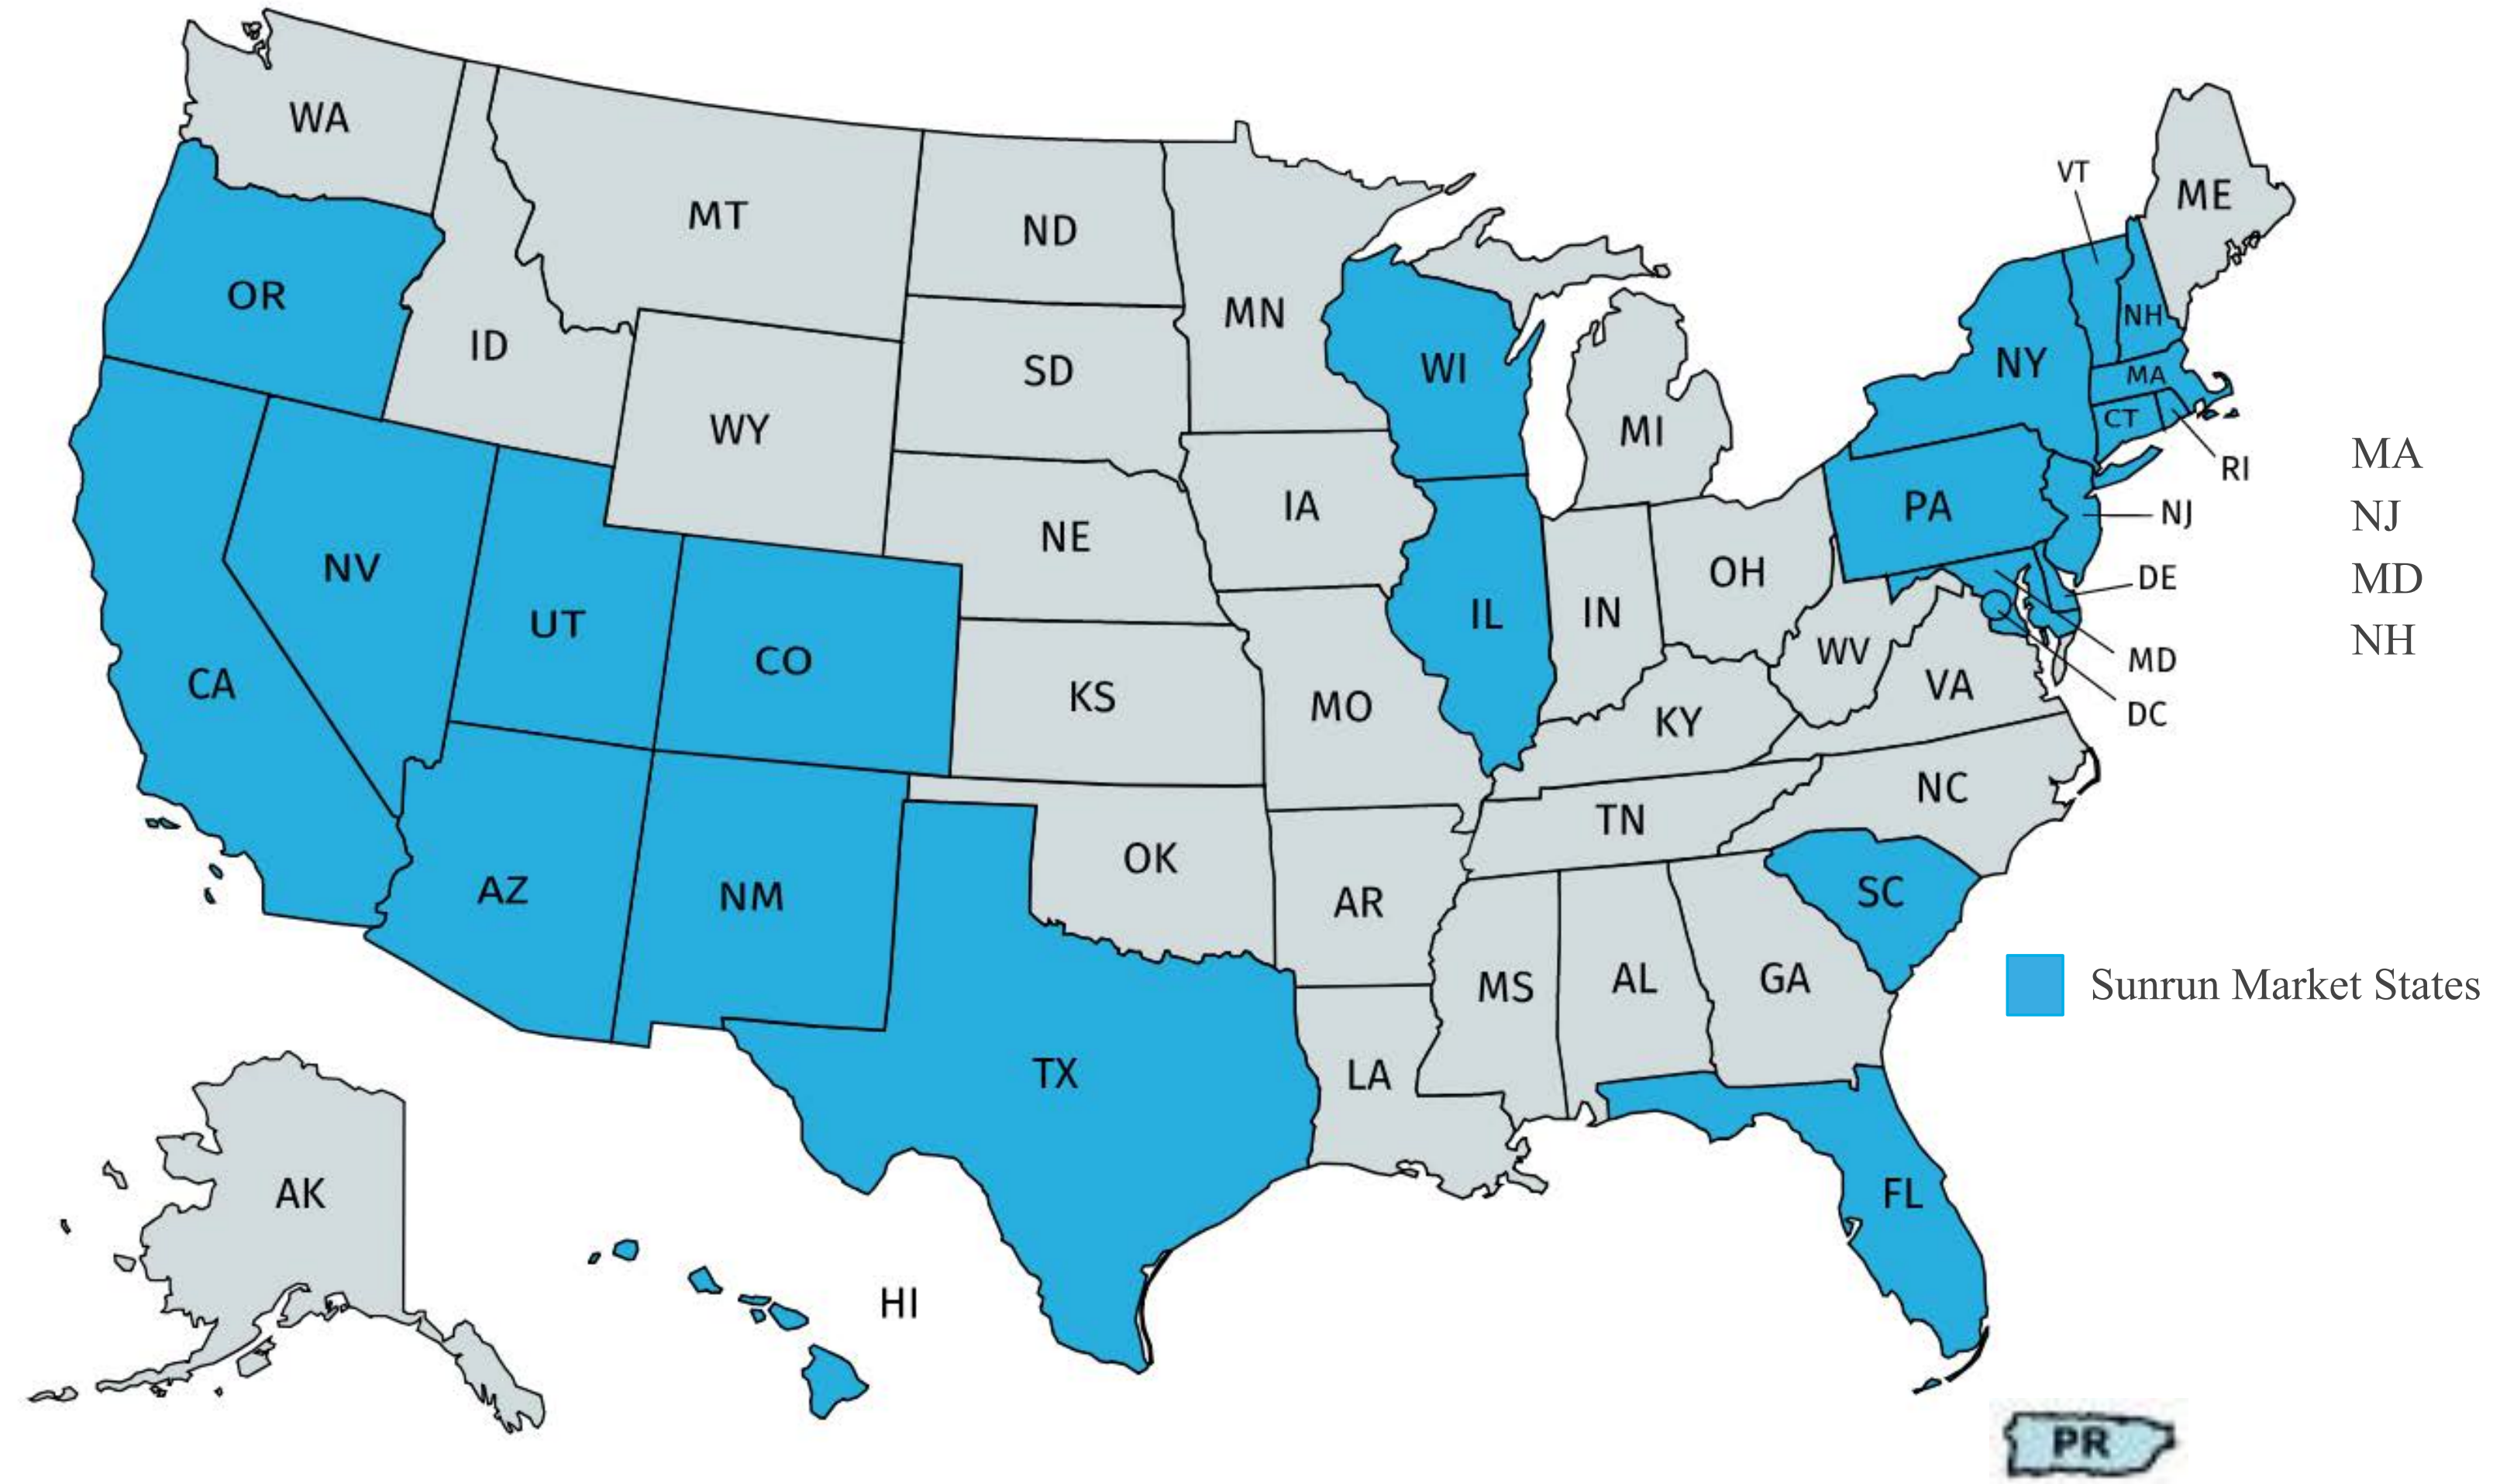 WA
MT
ND
MN
VT
ME
OR
ID
SD
WI
NH
NY
WY
MI
MA
CT
RI
MA
NE
IA
PA
NJ
NJ
NV
UT
CO
IL
IN
OH
DE
MD
CA
KS
MO
KY
WV
VA
MD
NH
DC
AZ
NM
OK
AR
TN
NC
SC
TX
LA
MS
AL
GA
Sunrun Market States
AK
HI
FL
PR